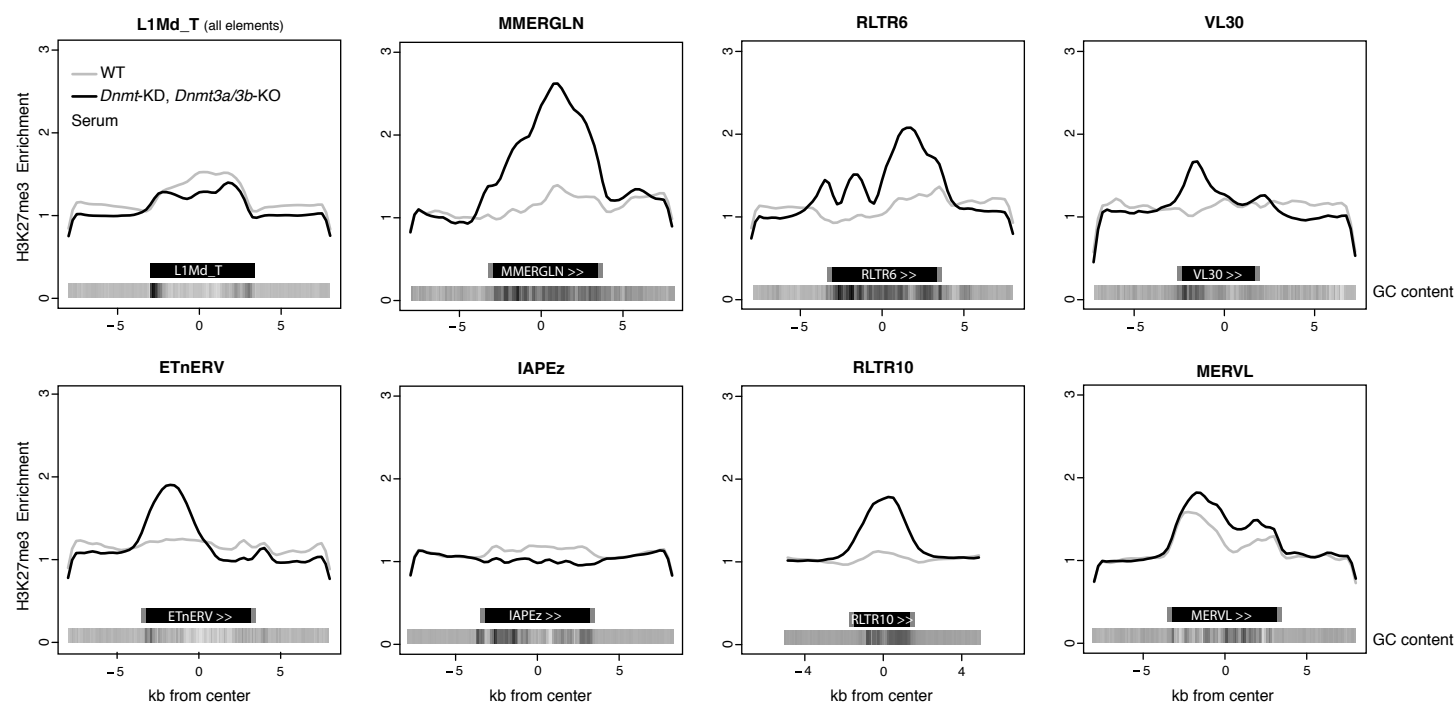 L1Md_T (all elements)
MMERGLN
RLTR6
VL30
H3K27me3 Enrichment
3
2
1
0
WT
Dnmt-KD, Dnmt3a/3b-KO
Serum
L1Md_T
−5
0
5
3
2
1
0
MMERGLN >>
−5
0
5
3
2
1
0
RLTR6 >>
−5
0
5
3
2
1
0
VL30 >>
−5
0
5
GC content
ETnERV
IAPEz
RLTR10
MERVL
H3K27me3 Enrichment
3
2
1
0
ETnERV >>
−5
0
5
kb from center
3
2
1
0
IAPEz >>
−5
0
5
kb from center
3
2
1
0
RLTR10 >>
−4
0
4
kb from center
3
2
1
0
MERVL >>
−5
0
5
kb from center
GC content